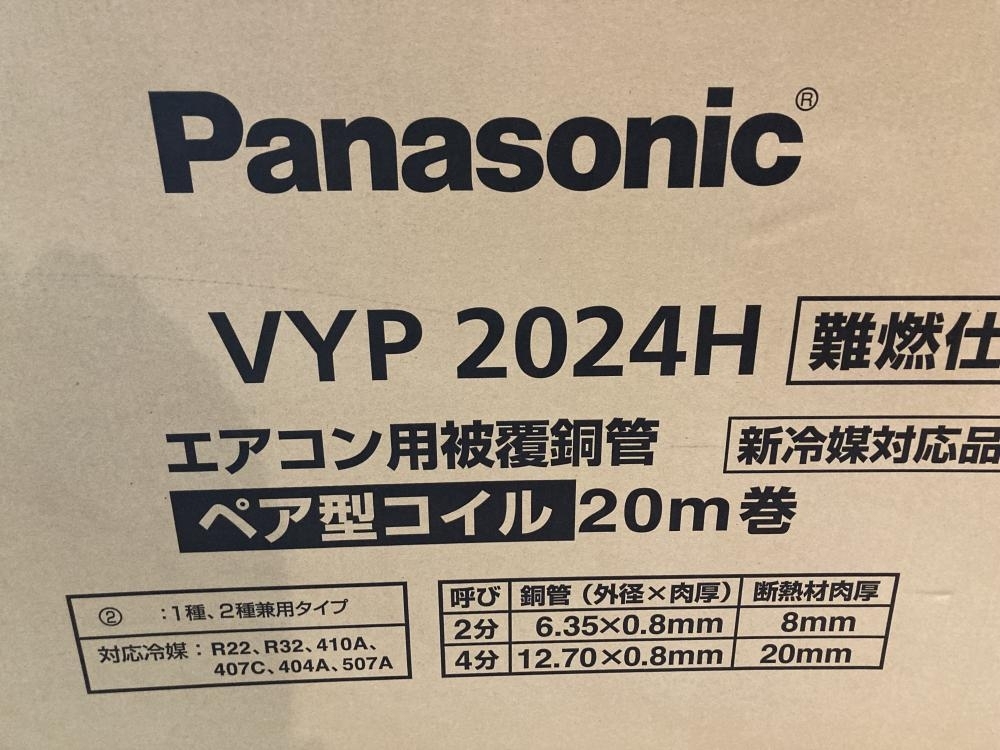 Panasonic®
VYP 2024H 難燃仕
エアコン用被覆銅管 新冷媒対応品
ペア型コイル 20m巻
② :1種、2種兼用タイプ
対応冷媒:R22、R32、410A、
407C、404A、507A
呼び 銅管(外径×肉厚) 断熱材肉厚
2分 6.35×0.8mm 8mm
4分 12.70×0.8mm 20mm